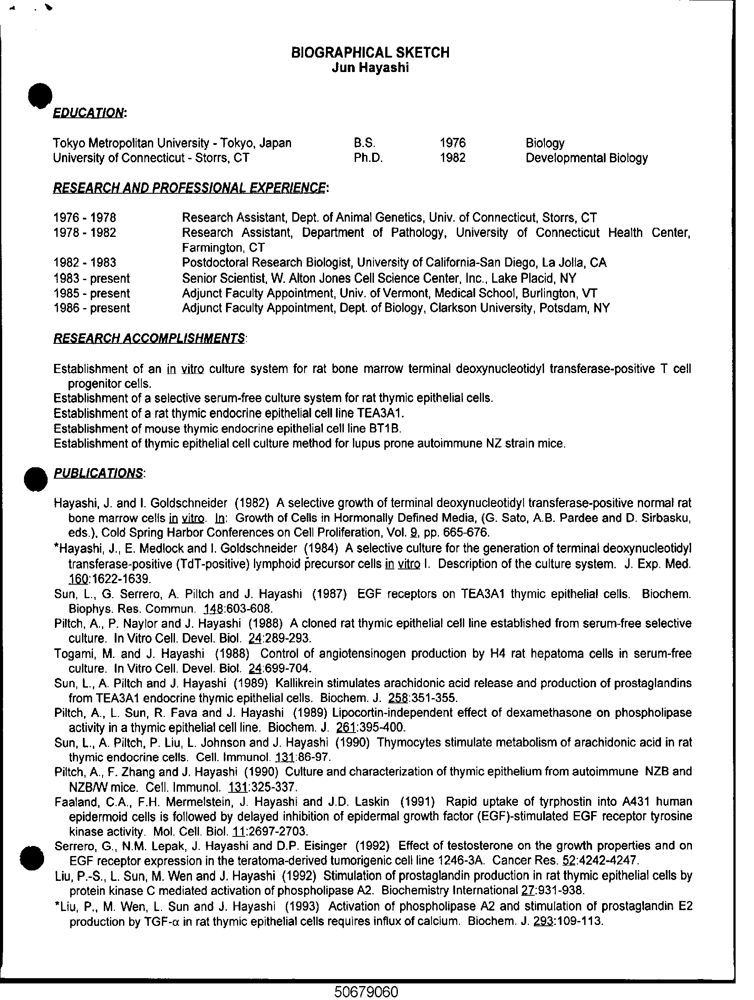 BIOGRAPHICAL SKETCH
Jun Hayashi
EDUCATION:
Tokyo Metropolitan University - Tokyo, Japan B.S. 1976 Biology
University of Connecticut - Storrs, CT Ph.D. 1982 Developmental Biology
RESEARCH AND PROFESSIONAL EXPERIENCE:
1976 - 1978 Research Assistant, Dept. of Animal Genetics, Univ. of Connecticut, Storrs, CT
1978 - 1982 Research Assistant, Department of Pathology, University of Connecticut Health Center,
Farmington, CT
1982 - 1983 Postdoctoral Research Biologist, University of California-San Diego, La Jolla, CA
1983 - present Senior Scientist, W. Alton Jones Cell Science Center, Inc., Lake Placid, NY
1985 - present Adjunct Faculty Appointment, Univ. of Vermont, Medical School, Burlington, VT
1986 - present Adjunct Faculty Appointment, Dept. of Biology, Clarkson University, Potsdam, NY
RESEARCH ACCOMPLISHMENTS:
Establishment of an in vitro culture system for rat bone marrow terminal deoxynucleotidyl transferase-positive T cell
progenitor cells.
Establishment of a selective serum-free culture system for rat thymic epithelial cells.
Establishment of a rat thymic endocrine epithelial cell line TEA3A1.
Establishment of mouse thymic endocrine epithelial cell line BT1B.
Establishment of thymic epithelial cell culture method for lupus prone autoimmune NZ strain mice.
PUBLICATIONS:
Hayashi, J. and I. Goldschneider (1982) A selective growth of terminal deoxynucleotidyl transferase-positive normal rat
bone marrow cells in vitro. In: Growth of Cells in Hormonally Defined Media, (G. Sato, A.B. Pardee and D. Sirbasku,
eds.), Cold Spring Harbor Conferences on Cell Proliferation, Vol. 9, pp. 665-676.
*Hayashi, J., E. Medlock and I. Goldschneider (1984) A selective culture for the generation of terminal deoxynucleotidyl
transferase-positive (TdT-positive) lymphoid precursor cells in vitro I. Description of the culture system. J. Exp. Med.
160:1622-1639.
Sun, L., G. Serrero, A. Piltch and J. Hayashi (1987) EGF receptors on TEA3A1 thymic epithelial cells. Biochem.
Biophys. Res. Commun. 148:603-608.
Piltch, A., P. Naylor and J. Hayashi (1988) A cloned rat thymic epithelial cell line established from serum-free selective
culture. In Vitro Cell. Devel. Biol. 24:289-293.
Togami, M. and J. Hayashi (1988) Control of angiotensinogen production by H4 rat hepatoma cells in serum-free
culture. In Vitro Cell. Devel. Biol. 24:699-704.
Sun, L., A. Piltch and J. Hayashi (1989) Kallikrein stimulates arachidonic acid release and production of prostaglandins
from TEA3A1 endocrine thymic epithelial cells. Biochem. J. 258:351-355.
Piltch, A., L. Sun, R. Fava and J. Hayashi (1989) Lipocortin-independent effect of dexamethasone on phospholipase
activity in a thymic epithelial cell line. Biochem. J. 261:395-400.
Sun, L., A. Piltch, P. Liu, L. Johnson and J. Hayashi (1990) Thymocytes stimulate metabolism of arachidonic acid in rat
thymic endocrine cells. Cell. Immunol. 131:86-97.
Piltch, A., F. Zhang and J. Hayashi (1990) Culture and characterization of thymic epithelium from autoimmune NZB and
NZB/W mice. Cell. Immunol. 131:325-337.
Faaland, C.A., F.H. Mermelstein, J. Hayashi and J.D. Laskin (1991) Rapid uptake of tyrphostin into A431 human
epidermoid cells is followed by delayed inhibition of epidermal growth factor (EGF)-stimulated EGF receptor tyrosine
kinase activity. Mol. Cell. Biol. 11:2697-2703.
Serrero, G., N.M. Lepak, J. Hayashi and D.P. Eisinger (1992) Effect of testosterone on the growth properties and on
EGF receptor expression in the teratoma-derived tumorigenic cell line 1246-3A. Cancer Res. 52:4242-4247.
Liu, P.-S., L. Sun, M. Wen and J. Hayashi (1992) Stimulation of prostaglandin production in rat thymic epithelial cells by
protein kinase C mediated activation of phospholipase A2. Biochemistry International 27:931-938.
*Liu, P., M. Wen, L. Sun and J. Hayashi (1993) Activation of phospholipase A2 and stimulation of prostaglandin E2
production by TGF-α in rat thymic epithelial cells requires influx of calcium. Biochem. J. 293:109-113.
50679060